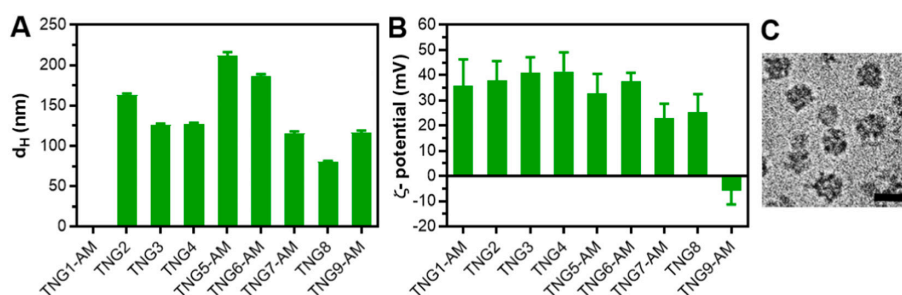 A
B
C
250
200
150
100
50
0
d_H (nm)
TNG1-AM
TNG2
TNG3
TNG4
TNG5-AM
TNG6-AM
TNG7-AM
TNG8
TNG9-AM
60
50
40
30
20
10
0
-10
-20
ζ- potential (mV)
TNG1-AM
TNG2
TNG3
TNG4
TNG5-AM
TNG6-AM
TNG7-AM
TNG8
TNG9-AM